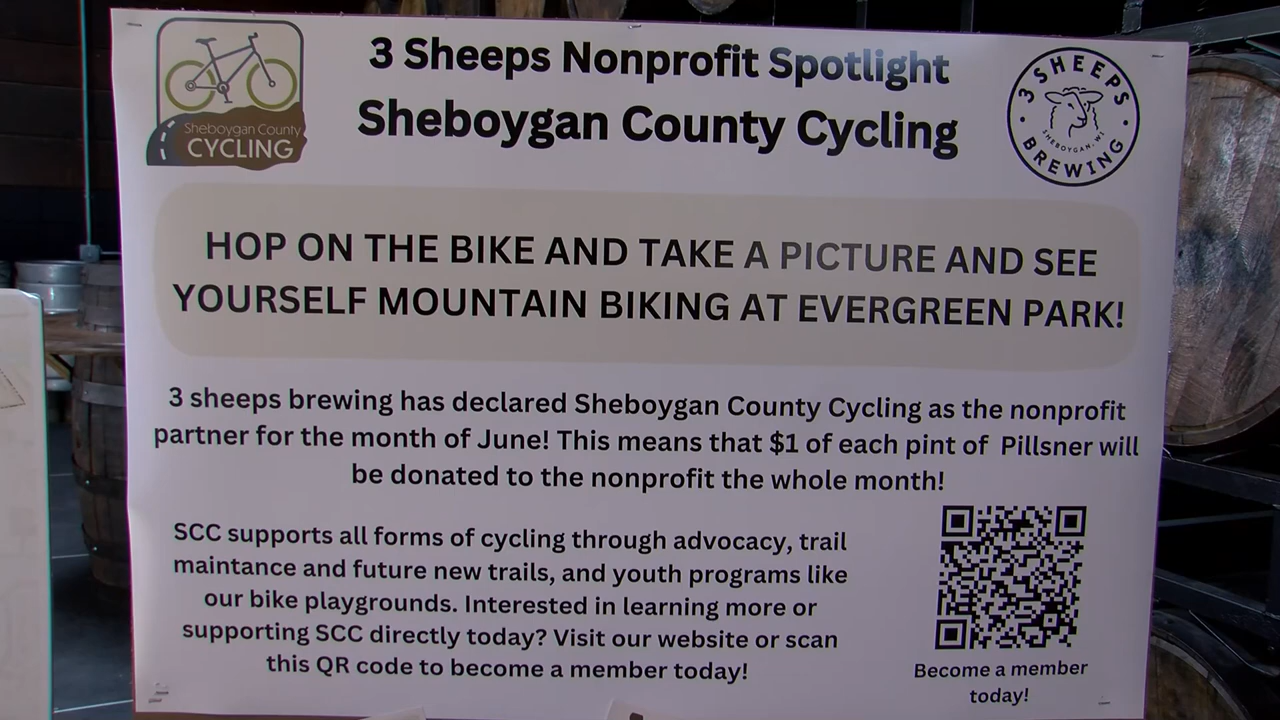 3 Sheeps Nonprofit Spotlight
Sheboygan County Cycling
Sheboygan County
CYCLING
3 SHEEPS
SHEBOYGAN, WI
BREWING
HOP ON THE BIKE AND TAKE A PICTURE AND SEE
YOURSELF MOUNTAIN BIKING AT EVERGREEN PARK!
3 sheeps brewing has declared Sheboygan County Cycling as the nonprofit
partner for the month of June! This means that $1 of each pint of Pillsner will
be donated to the nonprofit the whole month!
SCC supports all forms of cycling through advocacy, trail
maintance and future new trails, and youth programs like
our bike playgrounds. Interested in learning more or
supporting SCC directly today? Visit our website or scan
this QR code to become a member today!
Become a member
today!